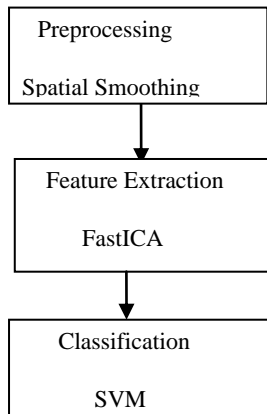 Preprocessing
Spatial Smoothing
Feature Extraction
FastICA
Classification
SVM